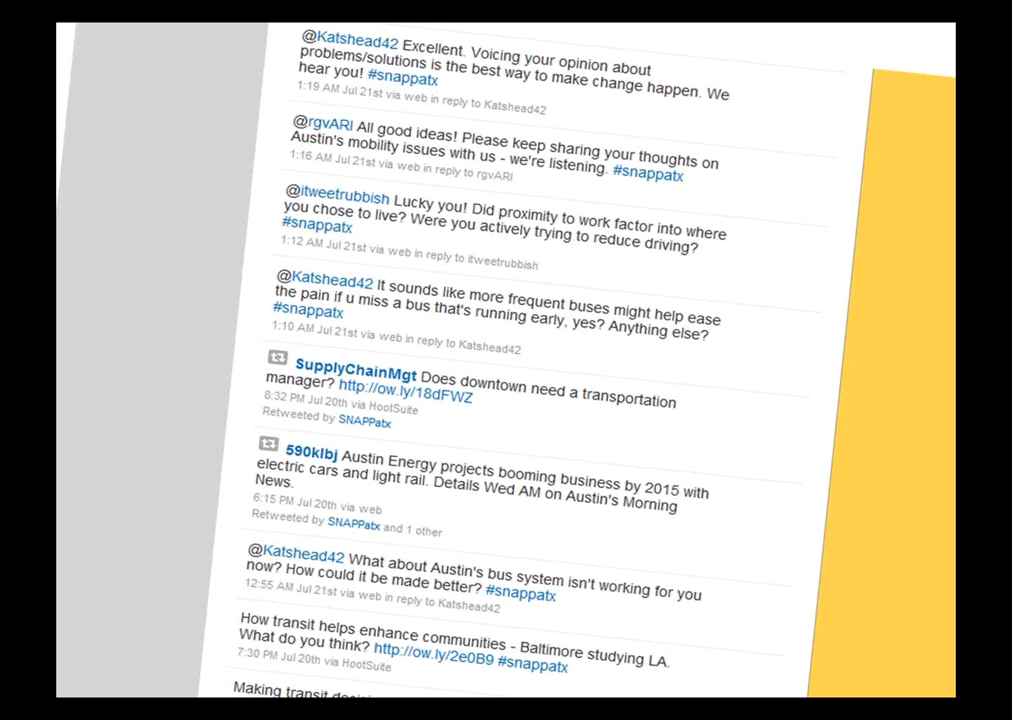 @Katshead42 Excellent. Voicing your opinion about
problems/solutions is the best way to make change happen. We
hear you! #snappatx
1:19 AM Jul 21st via web in reply to Katshead42
@rgvARI All good ideas! Please keep sharing your thoughts on
Austin's mobility issues with us - we're listening. #snappatx
1:16 AM Jul 21st via web in reply to rgvARI
@itweetrubbish Lucky you! Did proximity to work factor into where
you chose to live? Were you actively trying to reduce driving?
#snappatx
1:12 AM Jul 21st via web in reply to itweetrubbish
@Katshead42 It sounds like more frequent buses might help ease
the pain if u miss a bus that's running early, yes? Anything else?
#snappatx
1:10 AM Jul 21st via web in reply to Katshead42
SupplyChainMgt Does downtown need a transportation
manager? http://ow.ly/18dFWZ
8:32 PM Jul 20th via HootSuite
Retweeted by SNAPPatx
590klbj Austin Energy projects booming business by 2015 with
electric cars and light rail. Details Wed AM on Austin's Morning
News.
6:15 PM Jul 20th via web
Retweeted by SNAPPatx and 1 other
@Katshead42 What about Austin's bus system isn't working for you
now? How could it be made better? #snappatx
12:55 AM Jul 21st via web in reply to Katshead42
How transit helps enhance communities - Baltimore studying LA.
What do you think? http://ow.ly/2e0B9 #snappatx
7:30 PM Jul 20th via HootSuite
Making transit